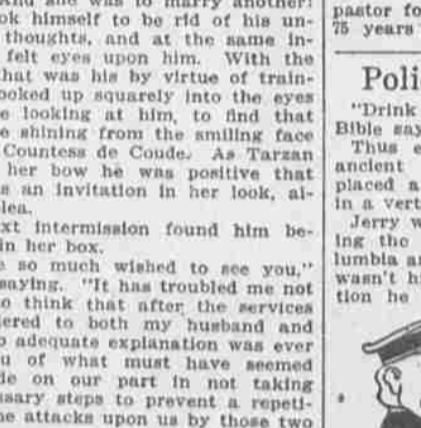 And she was to marry another!
ok himself to be rid of his un-
thoughts, and at the same in-
felt eyes upon him. With the
hat was his by virtue of train-
ooked up squarely into the eyes
e looking at him, to find that
e shining from the smiling face
Countess de Coude. As Tarzan
her bow he was positive that
s an invitation in her look, al-
lea.
xt intermission found him be-
in her box.
e so much wished to see you,"
saying. "It has troubled me not
o think that after the services
ered to both my husband and
o adequate explanation was ever
u of what must have seemed
de on our part in not taking
ssary steps to prevent a repeti-
e attacks upon us by those two
pastor fo
75 years
Poli
"Drink
Bible say
Thus e
ancient
placed a
in a vert
Jerry w
ing the
lumbia a
wasn't h
tion he